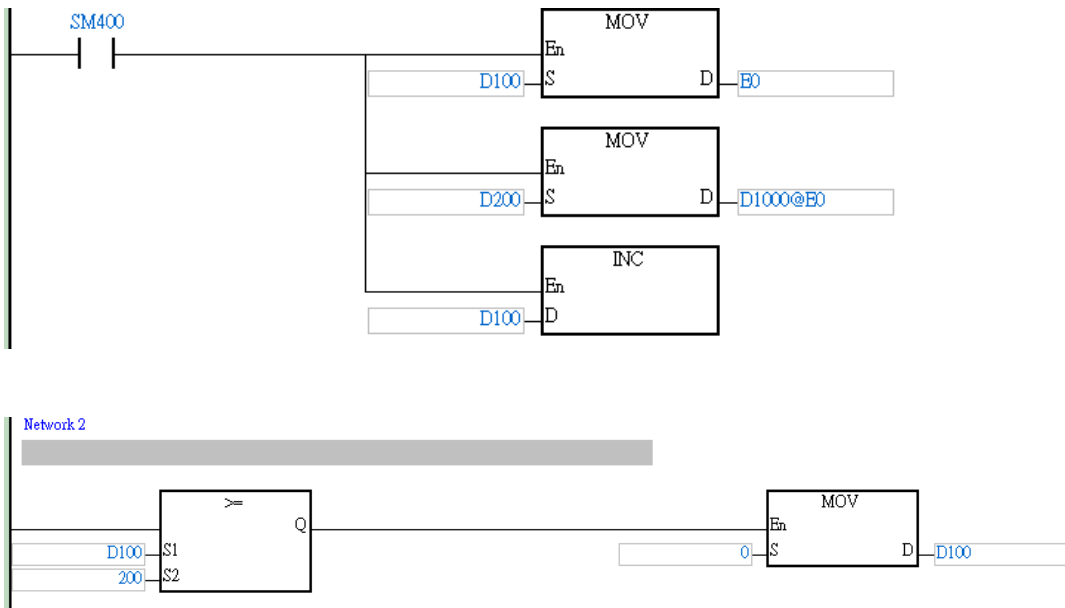 SM400
MOV
En
D100 S D E0
MOV
En
D200 S D D1000@E0
INC
En
D100 D
Network 2
>= MOV
Q En
D100 S1 0 S D D100
200 S2